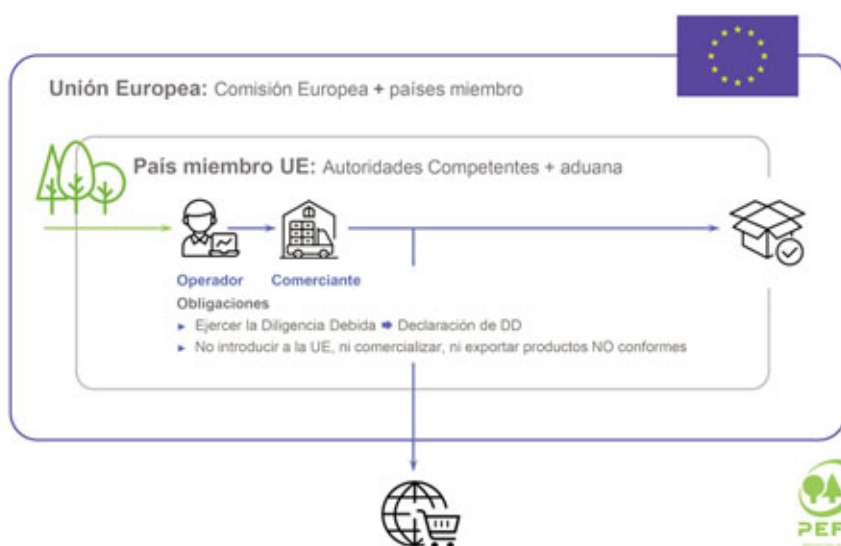 Unión Europea: Comisión Europea + países miembro
País miembro UE: Autoridades Competentes + aduana
Operador Comerciante
Obligaciones
Ejercer la Diligencia Debida ➡ Declaración de DD
No introducir a la UE, ni comercializar, ni exportar productos NO conformes